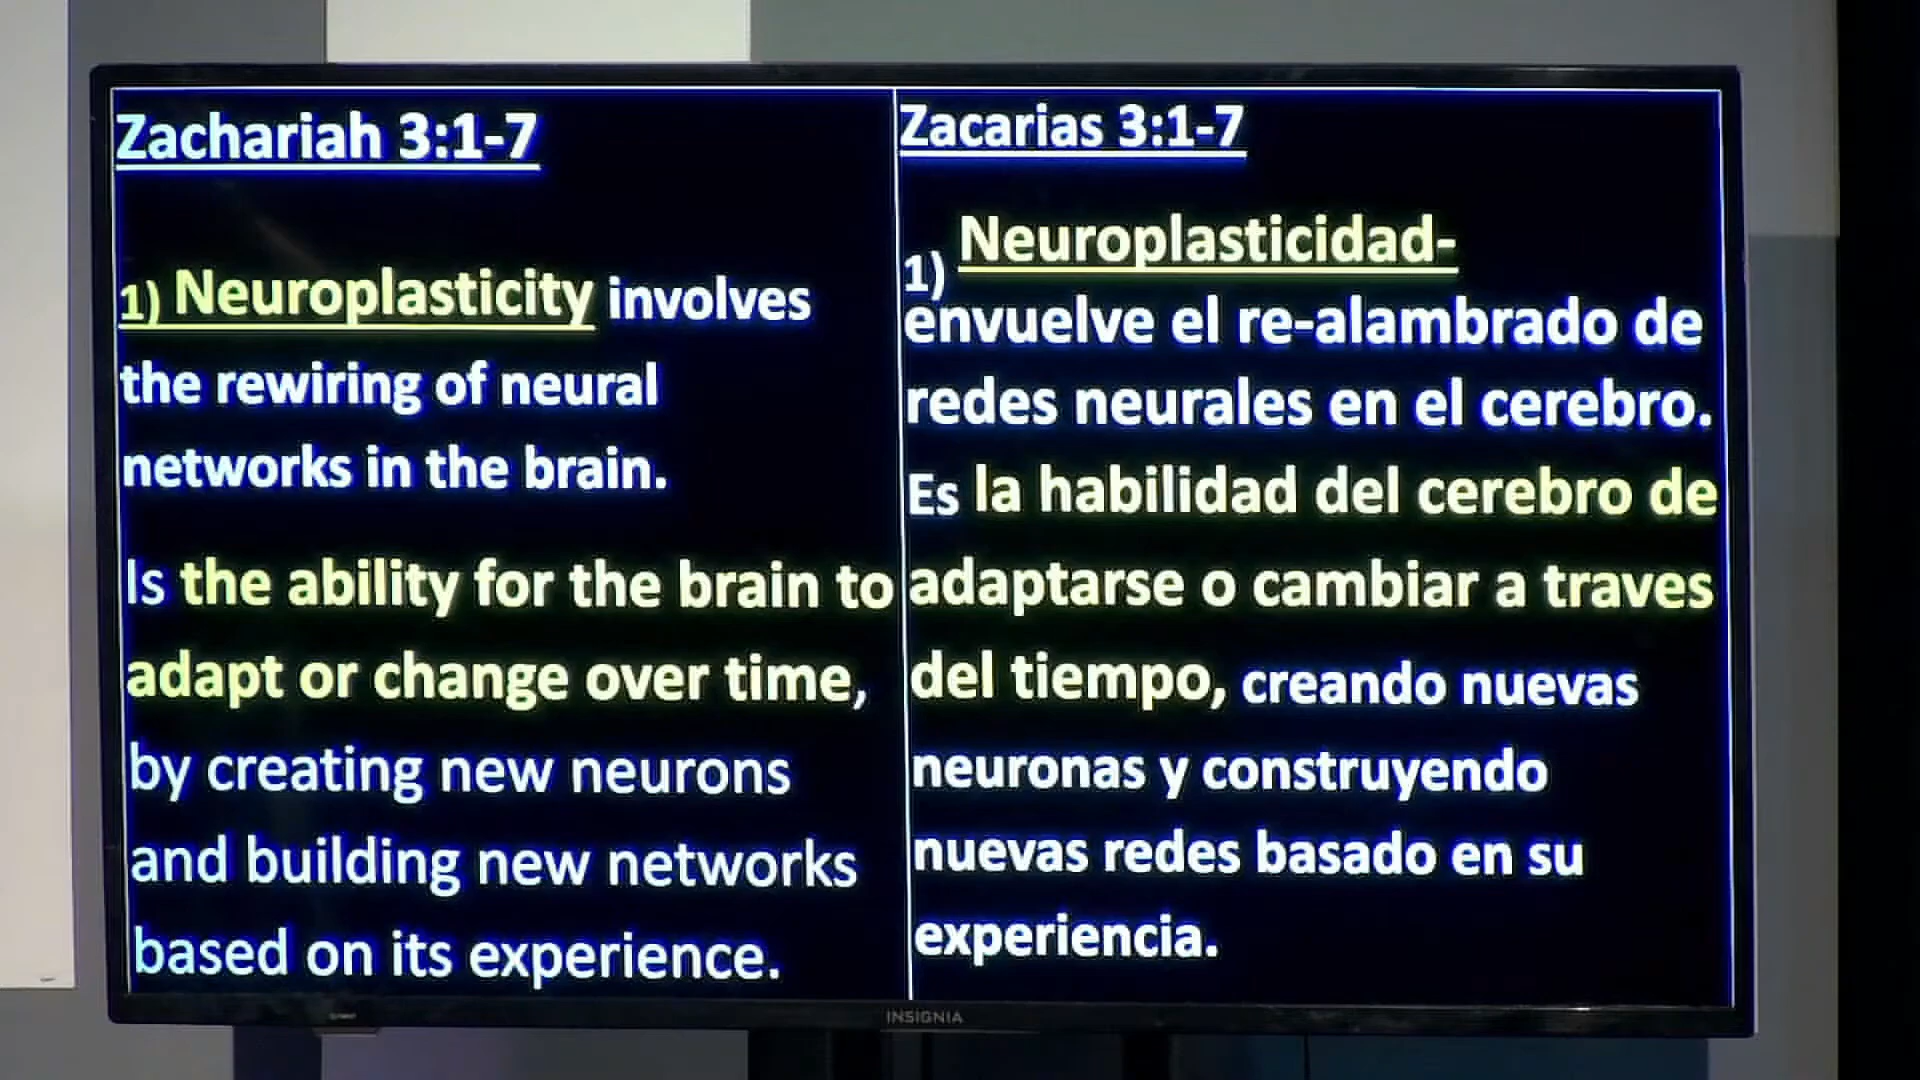 Zachariah 3:1-7
1) Neuroplasticity involves
the rewiring of neural
networks in the brain.
Is the ability for the brain to
adapt or change over time,
by creating new neurons
and building new networks
based on its experience.
Zacarias 3:1-7
1) Neuroplasticidad-
envuelve el re-alambrado de
redes neurales en el cerebro.
Es la habilidad del cerebro de
adaptarse o cambiar a traves
del tiempo, creando nuevas
neuronas y construyendo
nuevas redes basado en su
experiencia.
INSIGNIA